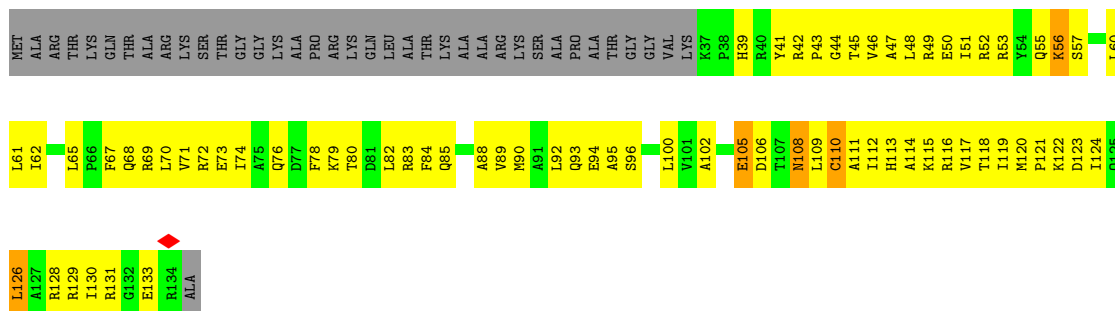 MET ALA ARG THR LYS GLN THR ALA ARG LYS SER THR GLY GLY LYS ALA PRO ARG LYS GLN LEU ALA THR LYS ALA ALA ARG LYS SER ALA PRO ALA THR GLY GLY VAL LYS K37 P38 H39 R40 Y41 R42 P43 G44 T45 V46 A47 L48 R49 E50 I51 R52 R53 Y54 Q55 K56 S57 L60
L61 I62 L65 P66 F67 Q68 R69 L70 V71 R72 E73 I74 A75 Q76 D77 F78 K79 T80 D81 L82 R83 F84 Q85 A88 V89 M90 A91 L92 Q93 E94 A95 S96 L100 V101 A102 E105 D106 T107 N108 L109 C110 A111 I112 H113 A114 K115 R116 V117 T118 I119 M120 P121 K122 D123 I124 Q125
L126 A127 R128 R129 I130 R131 G132 E133 R134 ALA